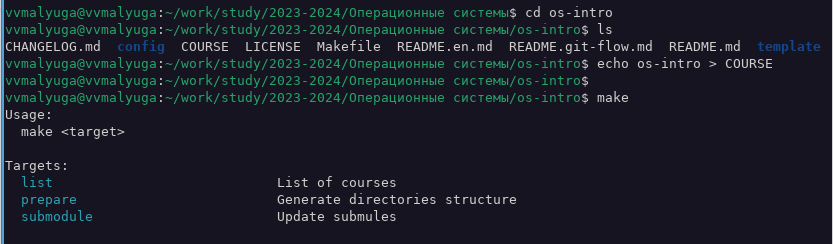 vvmalyuga@vvmalyuga:~/work/study/2023-2024/Операционные системы$ cd os-intro
vvmalyuga@vvmalyuga:~/work/study/2023-2024/Операционные системы/os-intro$ ls
CHANGELOG.md  config  COURSE  LICENSE  Makefile  README.en.md  README.git-flow.md  README.md  template
vvmalyuga@vvmalyuga:~/work/study/2023-2024/Операционные системы/os-intro$ echo os-intro > COURSE
vvmalyuga@vvmalyuga:~/work/study/2023-2024/Операционные системы/os-intro$
vvmalyuga@vvmalyuga:~/work/study/2023-2024/Операционные системы/os-intro$ make
Usage:
  make <target>

Targets:
  list                            List of courses
  prepare                         Generate directories structure
  submodule                       Update submules